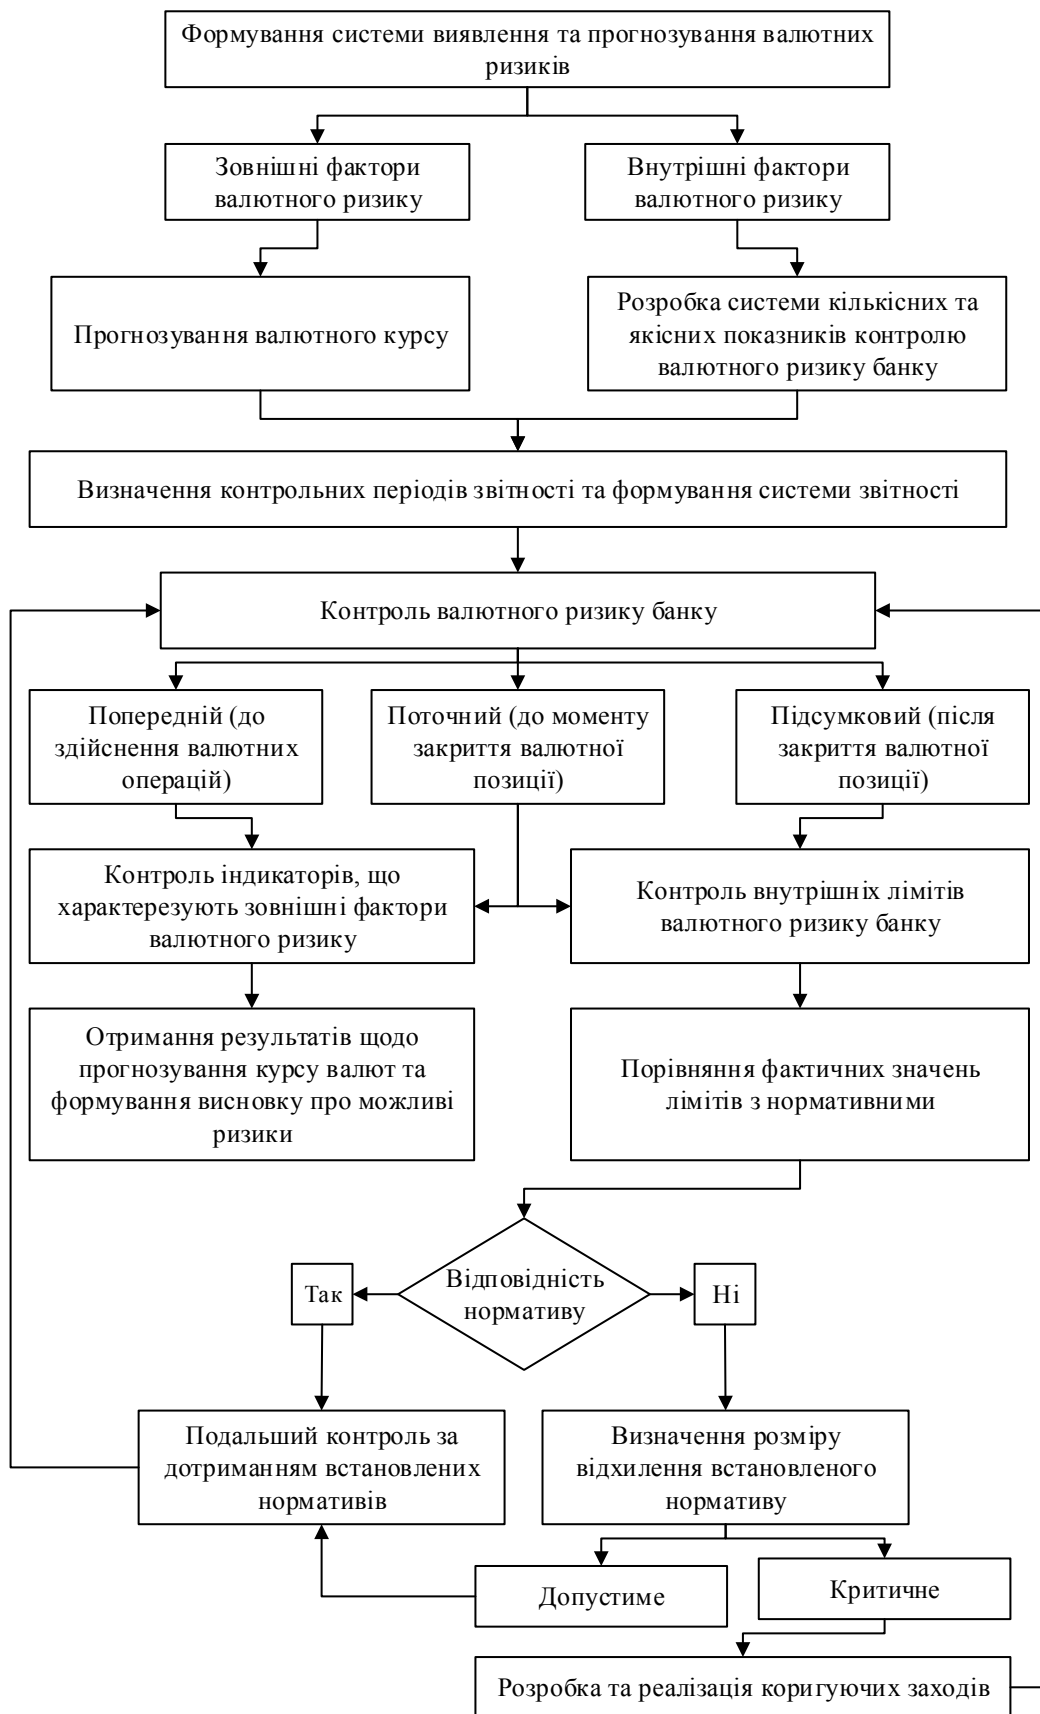 Формування системи виявлення та прогнозування валютних
ризиків
Зовнішні фактори
валютного ризику
Внутрішні фактори
валютного ризику
Прогнозування валютного курсу
Розробка системи кількісних та
якісних показників контролю
валютного ризику банку
Визначення контрольних періодів звітності та формування системи звітності
Контроль валютного ризику банку
Попередній (до
здійснення валютних
операцій)
Поточний (до моменту
закриття валютної
позиції)
Підсумковий (після
закриття валютної
позиції)
Контроль індикаторів, що
характерезують зовнішні фактори
валютного ризику
Контроль внутрішніх лімітів
валютного ризику банку
Отримання результатів щодо
прогнозування курсу валют та
формування висновку про можливі
ризики
Порівняння фактичних значень
лімітів з нормативними
Відповідність
нормативу
Так
Ні
Подальший контроль за
дотриманням встановлених
нормативів
Визначення розміру
відхилення встановленого
нормативу
Допустиме
Критичне
Розробка та реалізація коригуючих заходів